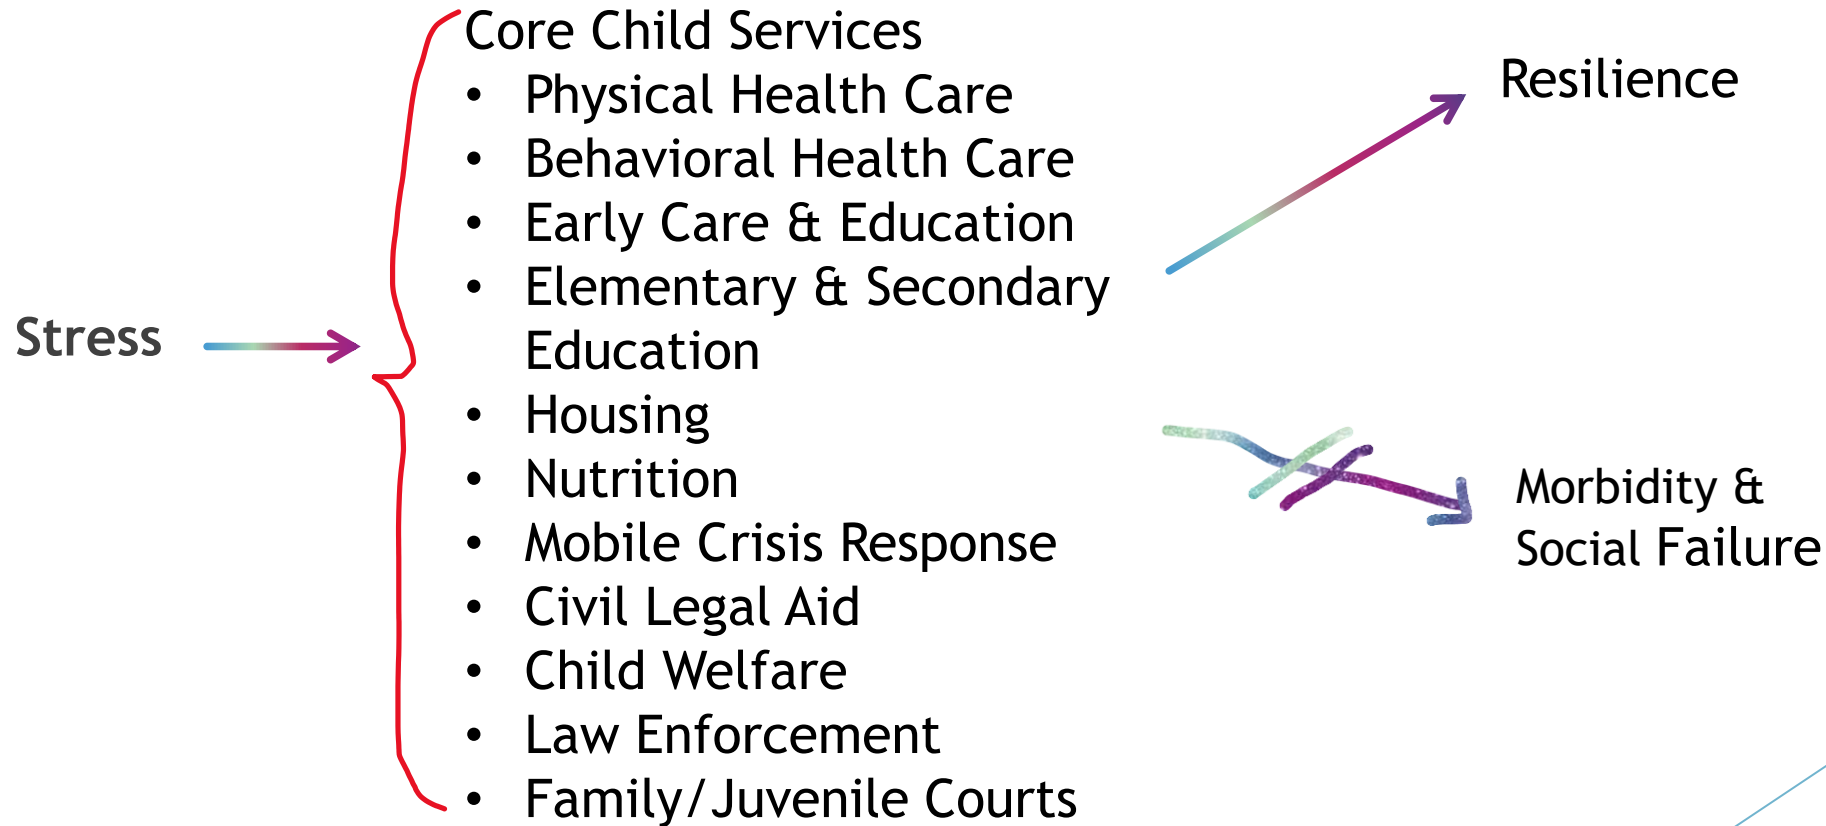 Core Child Services
• Physical Health Care
• Behavioral Health Care
• Early Care & Education
• Elementary & Secondary
Education
• Housing
• Nutrition
• Mobile Crisis Response
• Civil Legal Aid
• Child Welfare
• Law Enforcement
• Family/Juvenile Courts
Stress
Resilience
Morbidity &
Social Failure